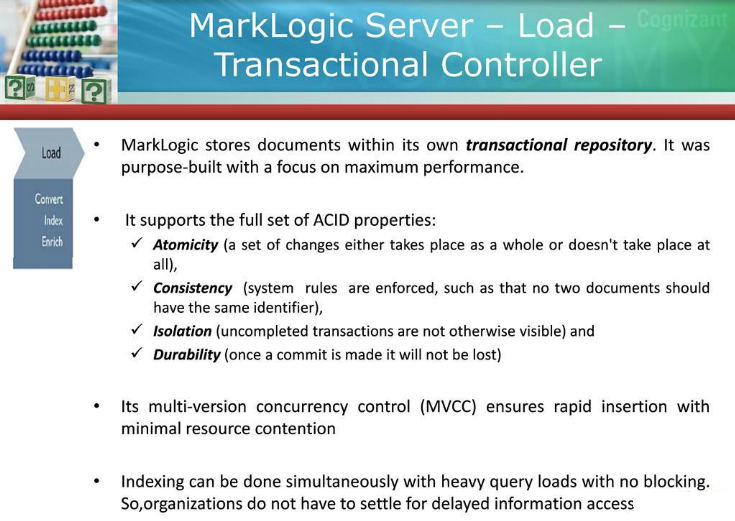 MarkLogic Server – Load –
Transactional Controller
Cognizant
Load
Convert
Index
Enrich
• MarkLogic stores documents within its own transactional repository. It was
purpose-built with a focus on maximum performance.
• It supports the full set of ACID properties:
✓ Atomicity (a set of changes either takes place as a whole or doesn't take place at
all),
✓ Consistency (system rules are enforced, such as that no two documents should
have the same identifier),
✓ Isolation (uncompleted transactions are not otherwise visible) and
✓ Durability (once a commit is made it will not be lost)
• Its multi-version concurrency control (MVCC) ensures rapid insertion with
minimal resource contention
• Indexing can be done simultaneously with heavy query loads with no blocking.
So,organizations do not have to settle for delayed information access
? ?